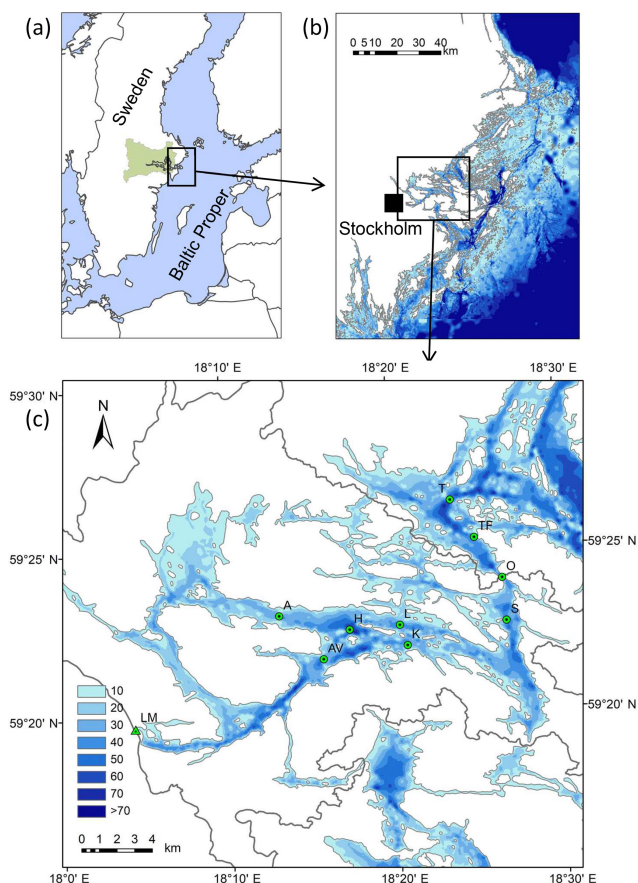 (a)
Sweden
Baltic Proper
(b)
0 5 10 20 30 40
km
Stockholm
18°10' E
18°20' E
18°30' E
59°30' N
(c)
N
T
TF
59°25' N
59°25' N
O
A
L
S
H
K
AV
10
20
30
40
50
60
70
>70
LM
59°20' N
59°20' N
0 1 2 3 4
km
18°0' E
18°10' E
18°20' E
18°30' E